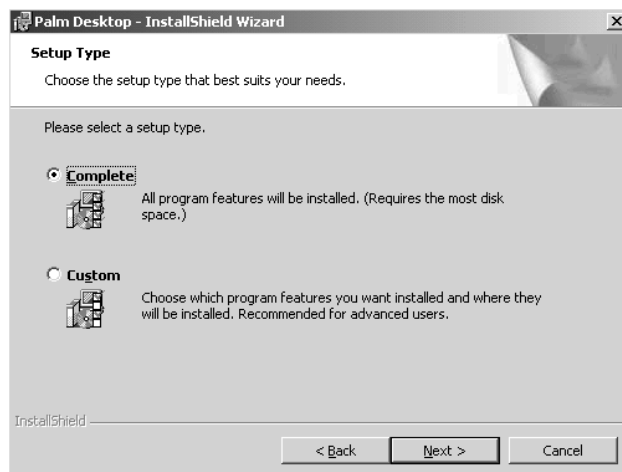 Palm Desktop - InstallShield Wizard
Setup Type
Choose the setup type that best suits your needs.
Please select a setup type.
Complete
All program features will be installed. (Requires the most disk
space.)
Custom
Choose which program features you want installed and where they
will be installed. Recommended for advanced users.
InstallShield
< Back
Next >
Cancel